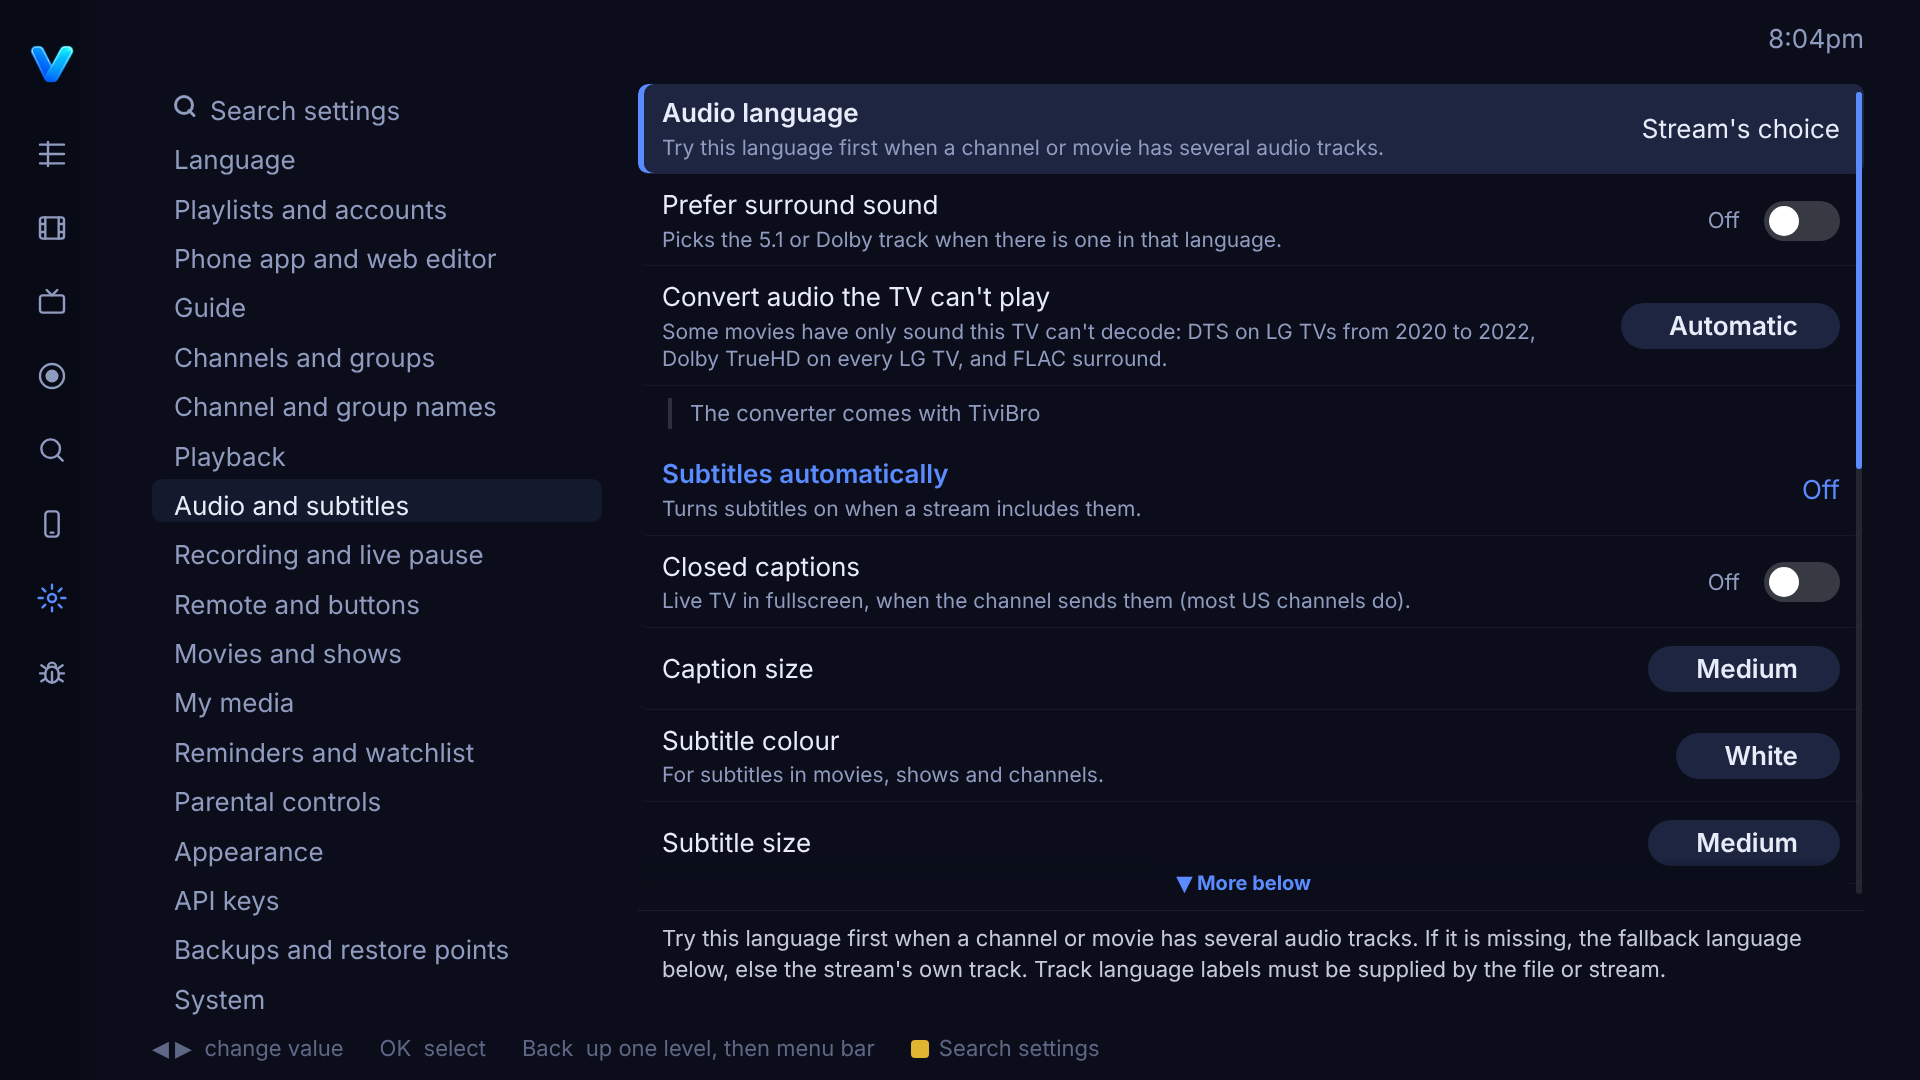 8:04pm
Search settings
Language
Playlists and accounts
Phone app and web editor
Guide
Channels and groups
Channel and group names
Playback
Audio and subtitles
Recording and live pause
Remote and buttons
Movies and shows
My media
Reminders and watchlist
Parental controls
Appearance
API keys
Backups and restore points
System
Audio language
Try this language first when a channel or movie has several audio tracks.
Stream's choice
Prefer surround sound
Picks the 5.1 or Dolby track when there is one in that language.
Off
Convert audio the TV can't play
Some movies have only sound this TV can't decode: DTS on LG TVs from 2020 to 2022,
Dolby TrueHD on every LG TV, and FLAC surround.
Automatic
The converter comes with TiviBro
Subtitles automatically
Turns subtitles on when a stream includes them.
Off
Closed captions
Live TV in fullscreen, when the channel sends them (most US channels do).
Off
Caption size
Medium
Subtitle colour
For subtitles in movies, shows and channels.
White
Subtitle size
Medium
▼ More below
Try this language first when a channel or movie has several audio tracks. If it is missing, the fallback language
below, else the stream's own track. Track language labels must be supplied by the file or stream.
◀▶ change value OK select Back up one level, then menu bar Search settings